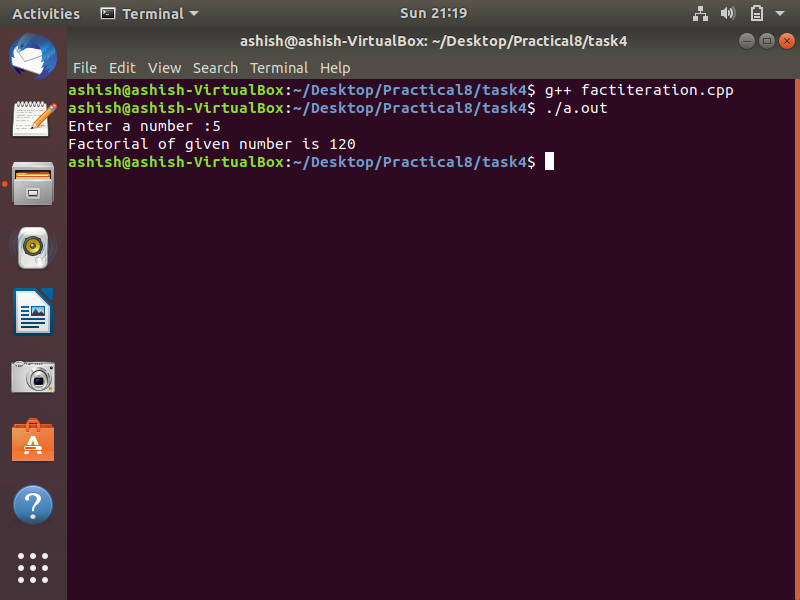 Activities Terminal Sun 21:19
ashish@ashish-VirtualBox: ~/Desktop/Practical8/task4
File Edit View Search Terminal Help
ashish@ashish-VirtualBox:~/Desktop/Practical8/task4$ g++ factiteration.cpp
ashish@ashish-VirtualBox:~/Desktop/Practical8/task4$ ./a.out
Enter a number :5
Factorial of given number is 120
ashish@ashish-VirtualBox:~/Desktop/Practical8/task4$